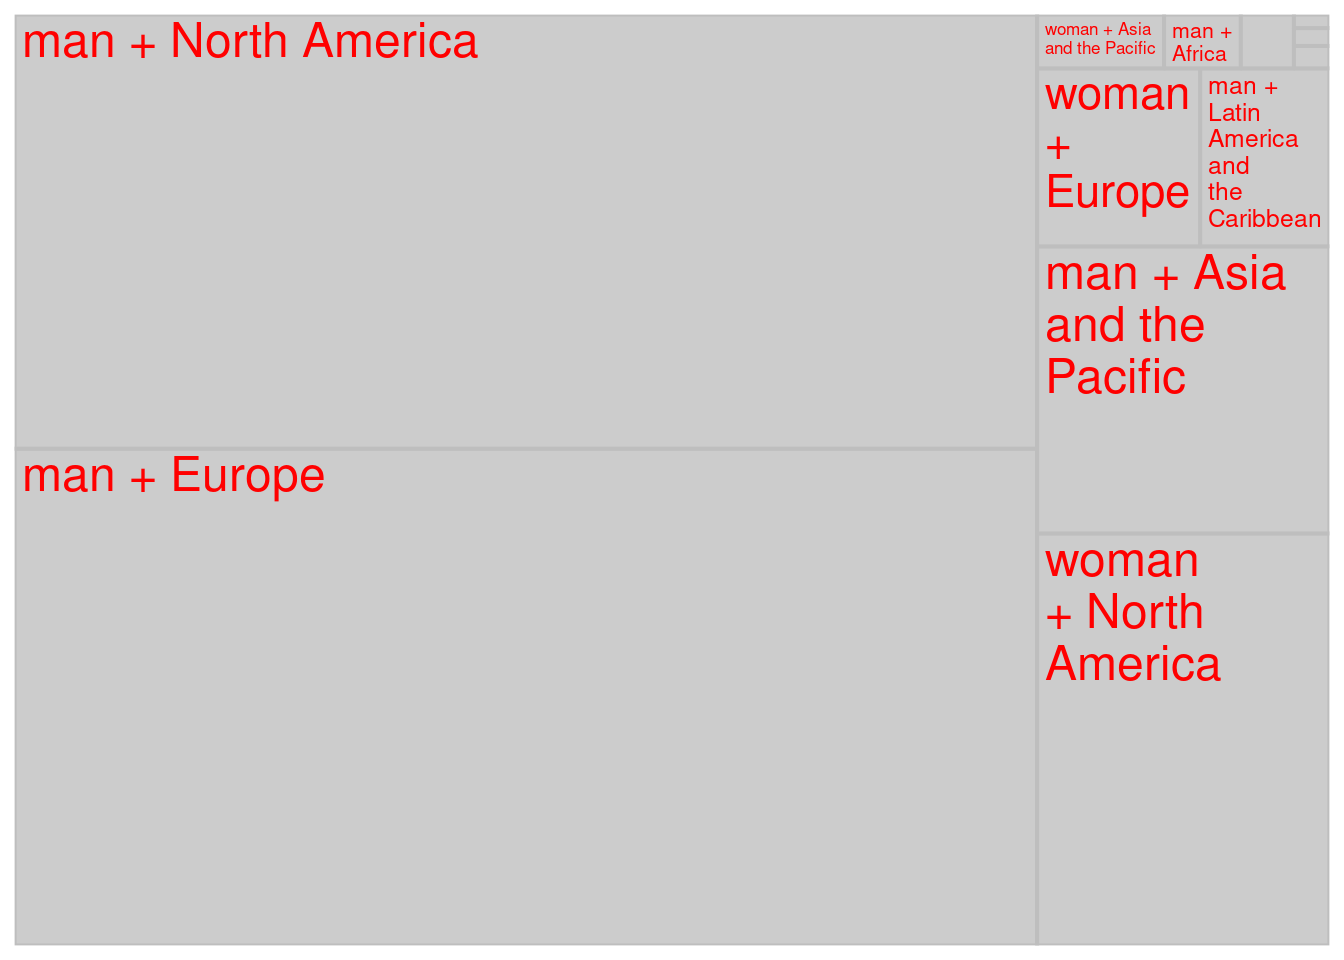 man + North America
woman + Asia
and the Pacific
man +
Africa
woman
+
Europe
man +
Latin
America
and
the
Caribbean
man + Asia
and the
Pacific
man + Europe
woman
+ North
America